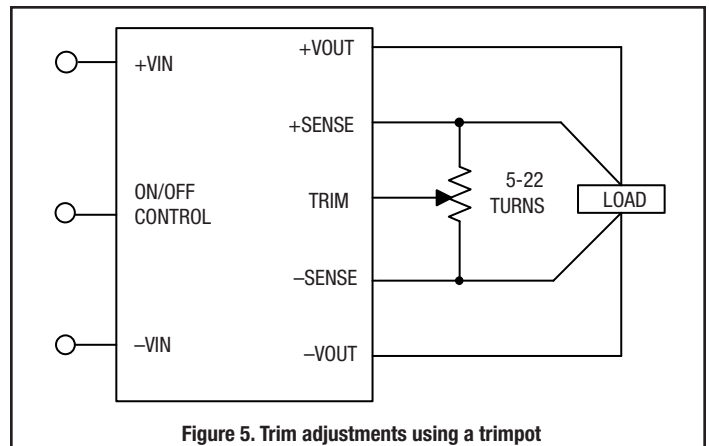 +VIN
ON/OFF
CONTROL
–VIN
+VOUT
+SENSE
TRIM
–SENSE
–VOUT
5-22
TURNS
LOAD
Figure 5. Trim adjustments using a trimpot